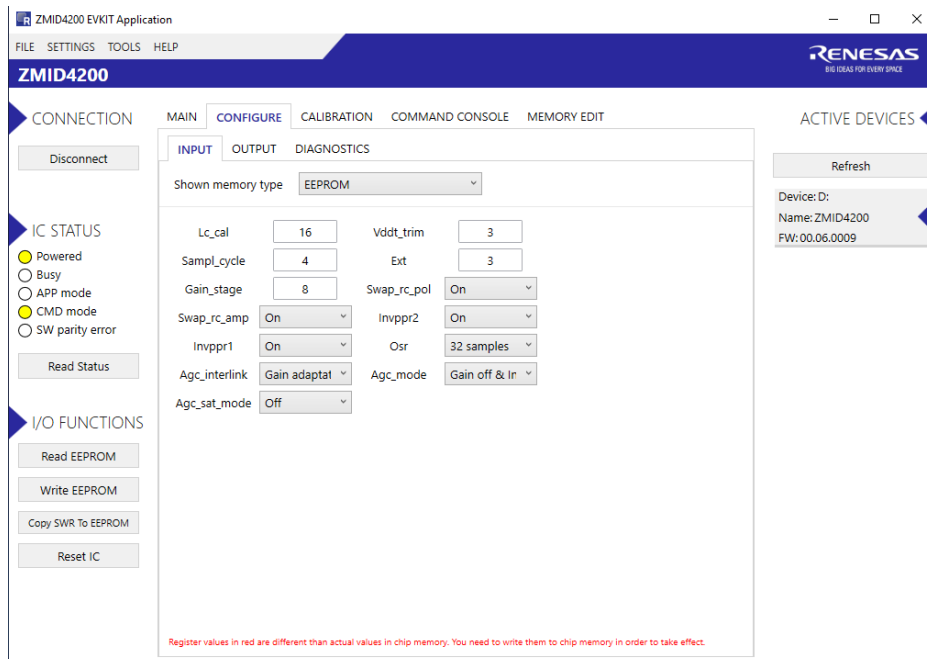 ZMID4200 EVKIT Application
FILE SETTINGS TOOLS HELP
RENESAS
BIG IDEAS FOR EVERY SPACE
ZMID4200
CONNECTION
Disconnect
IC STATUS
Powered
Busy
APP mode
CMD mode
SW parity error
Read Status
I/O FUNCTIONS
Read EEPROM
Write EEPROM
Copy SWR To EEPROM
Reset IC
MAIN CONFIGURE CALIBRATION COMMAND CONSOLE MEMORY EDIT
INPUT OUTPUT DIAGNOSTICS
Shown memory type EEPROM
Lc_cal 16 Vddt_trim 3
Sampl_cycle 4 Ext 3
Gain_stage 8 Swap_rc_pol On
Swap_rc_amp On Invppr2 On
Invppr1 On Osr 32 samples
Agc_interlink Gain adaptat Agc_mode Gain off & Ir
Agc_sat_mode Off
Register values in red are different than actual values in chip memory. You need to write them to chip memory in order to take effect.
ACTIVE DEVICES
Refresh
Device: D:
Name: ZMID4200
FW: 00.06.0009